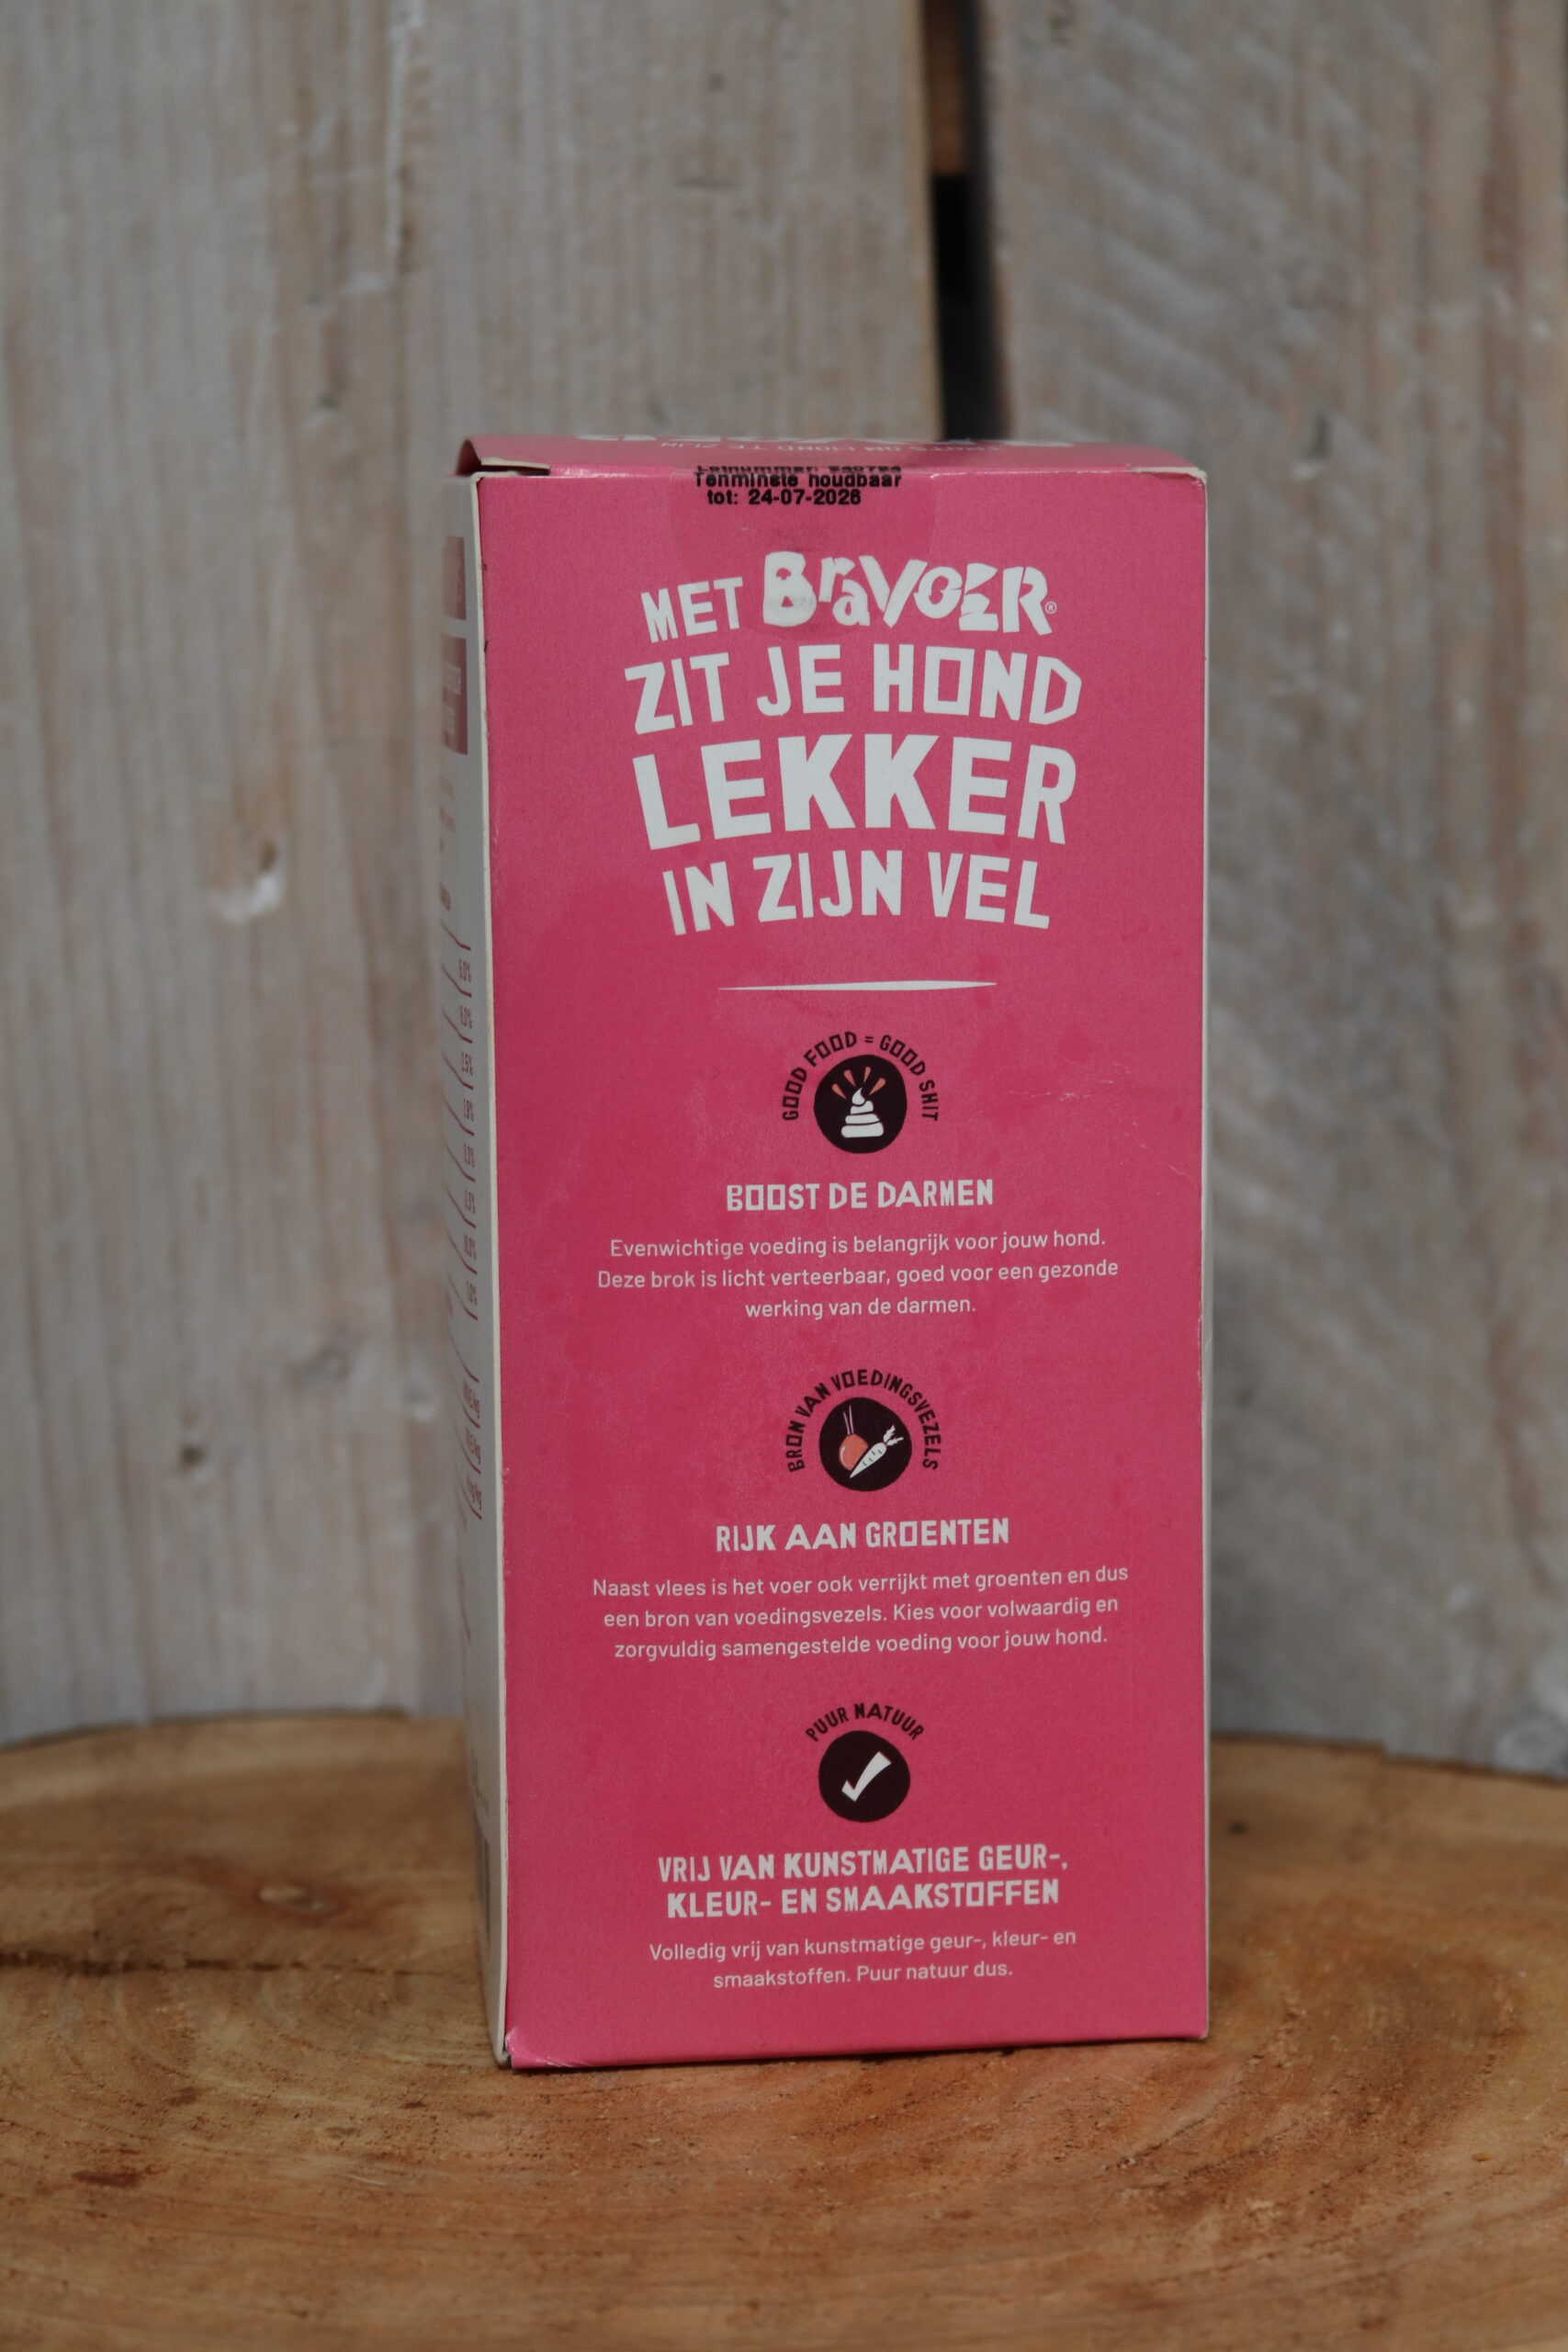 Tenminste houdbaar
tot: 24-07-2026
MET BraVOER®
ZIT JE HOND
LEKKER
IN ZIJN VEL
GOOD FOOD = GOOD SHIT
BOOST DE DARMEN
Evenwichtige voeding is belangrijk voor jouw hond.
Deze brok is licht verteerbaar, goed voor een gezonde
werking van de darmen.
BRON VAN VOEDINGSVEZELS
RIJK AAN GROENTEN
Naast vlees is het voer ook verrijkt met groenten en dus
een bron van voedingsvezels. Kies voor volwaardig en
zorgvuldig samengestelde voeding voor jouw hond.
PUUR NATUUR
VRIJ VAN KUNSTMATIGE GEUR-,
KLEUR- EN SMAAKSTOFFEN
Volledig vrij van kunstmatige geur-, kleur- en
smaakstoffen. Puur natuur dus.